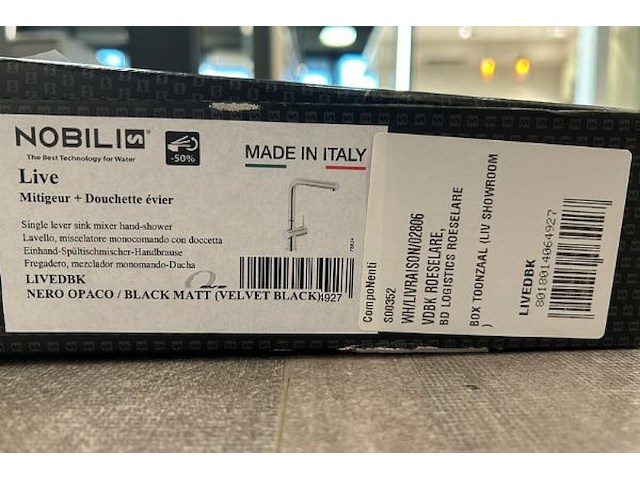 NOBILI
The Best Technology for Water
-50%
MADE IN ITALY
Live
Mitigeur + Douchette évier
Single lever sink mixer hand-shower
Lavello, miscelatore monocomando con doccetta
Einhand-Spültischmischer-Handbrause
Fregadero, mezclador monomando-Ducha
LIVEDBK
NERO OPACO / BLACK MATT (VELVET BLACK)
4927
CompoNenti
S00352
WH/LIVRAISON/02806
VDBK ROESELARE,
BD LOGISTICS ROESELARE
BOX TOONZAAL (LIV SHOWROOM
)
LIVEDBK
8018014064927